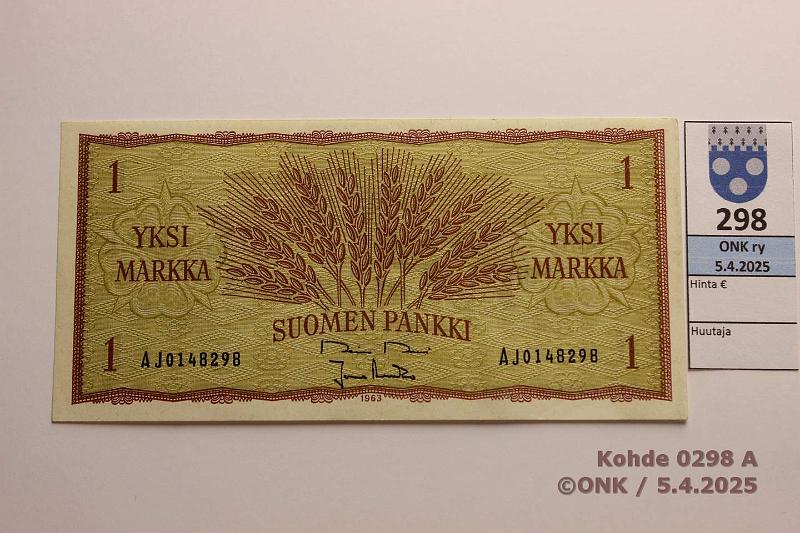 1
1
YKSI
MARKKA
YKSI
MARKKA
SUOMEN PANKKI
1
AJ0148298
AJ0148298
1
1963
298
ONK ry
5.4.2025
Hinta €
Huutaja
Kohde 0298 A
©ONK / 5.4.2025